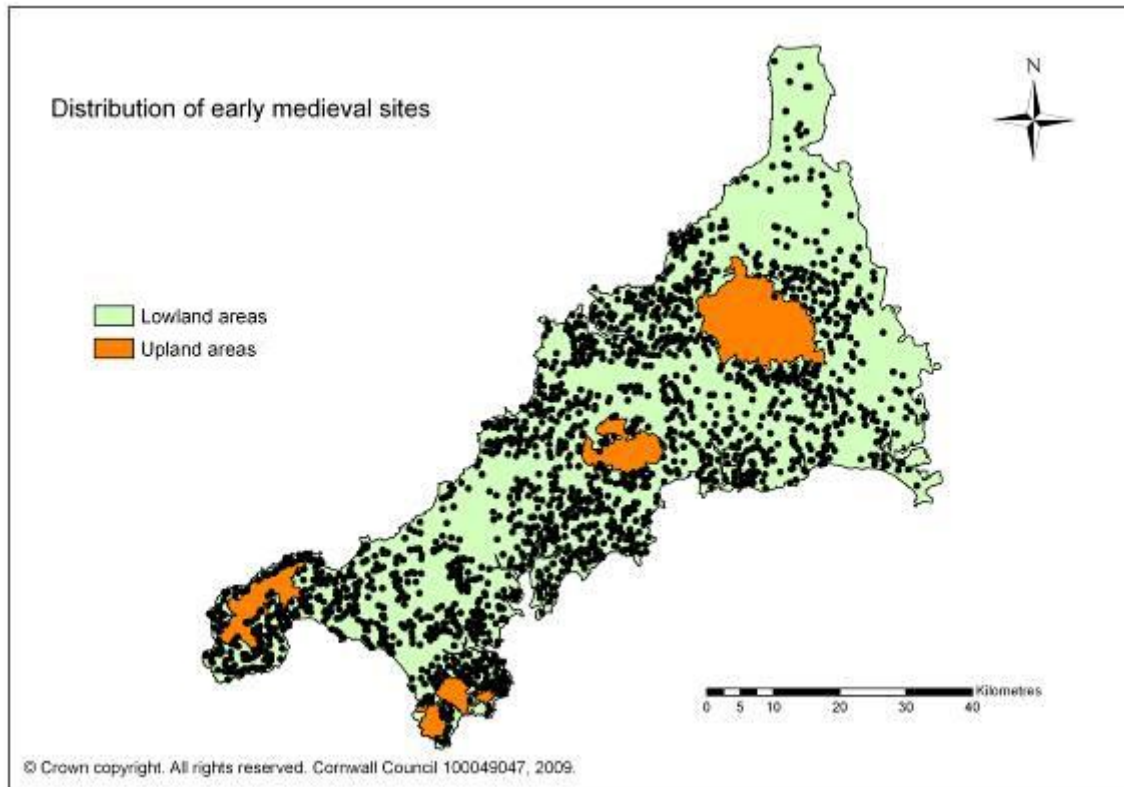 N
Distribution of early medieval sites
Lowland areas
Upland areas
Kilometres
0 5 10 20 30 40
© Crown copyright. All rights reserved. Cornwall Council 100049047, 2009.